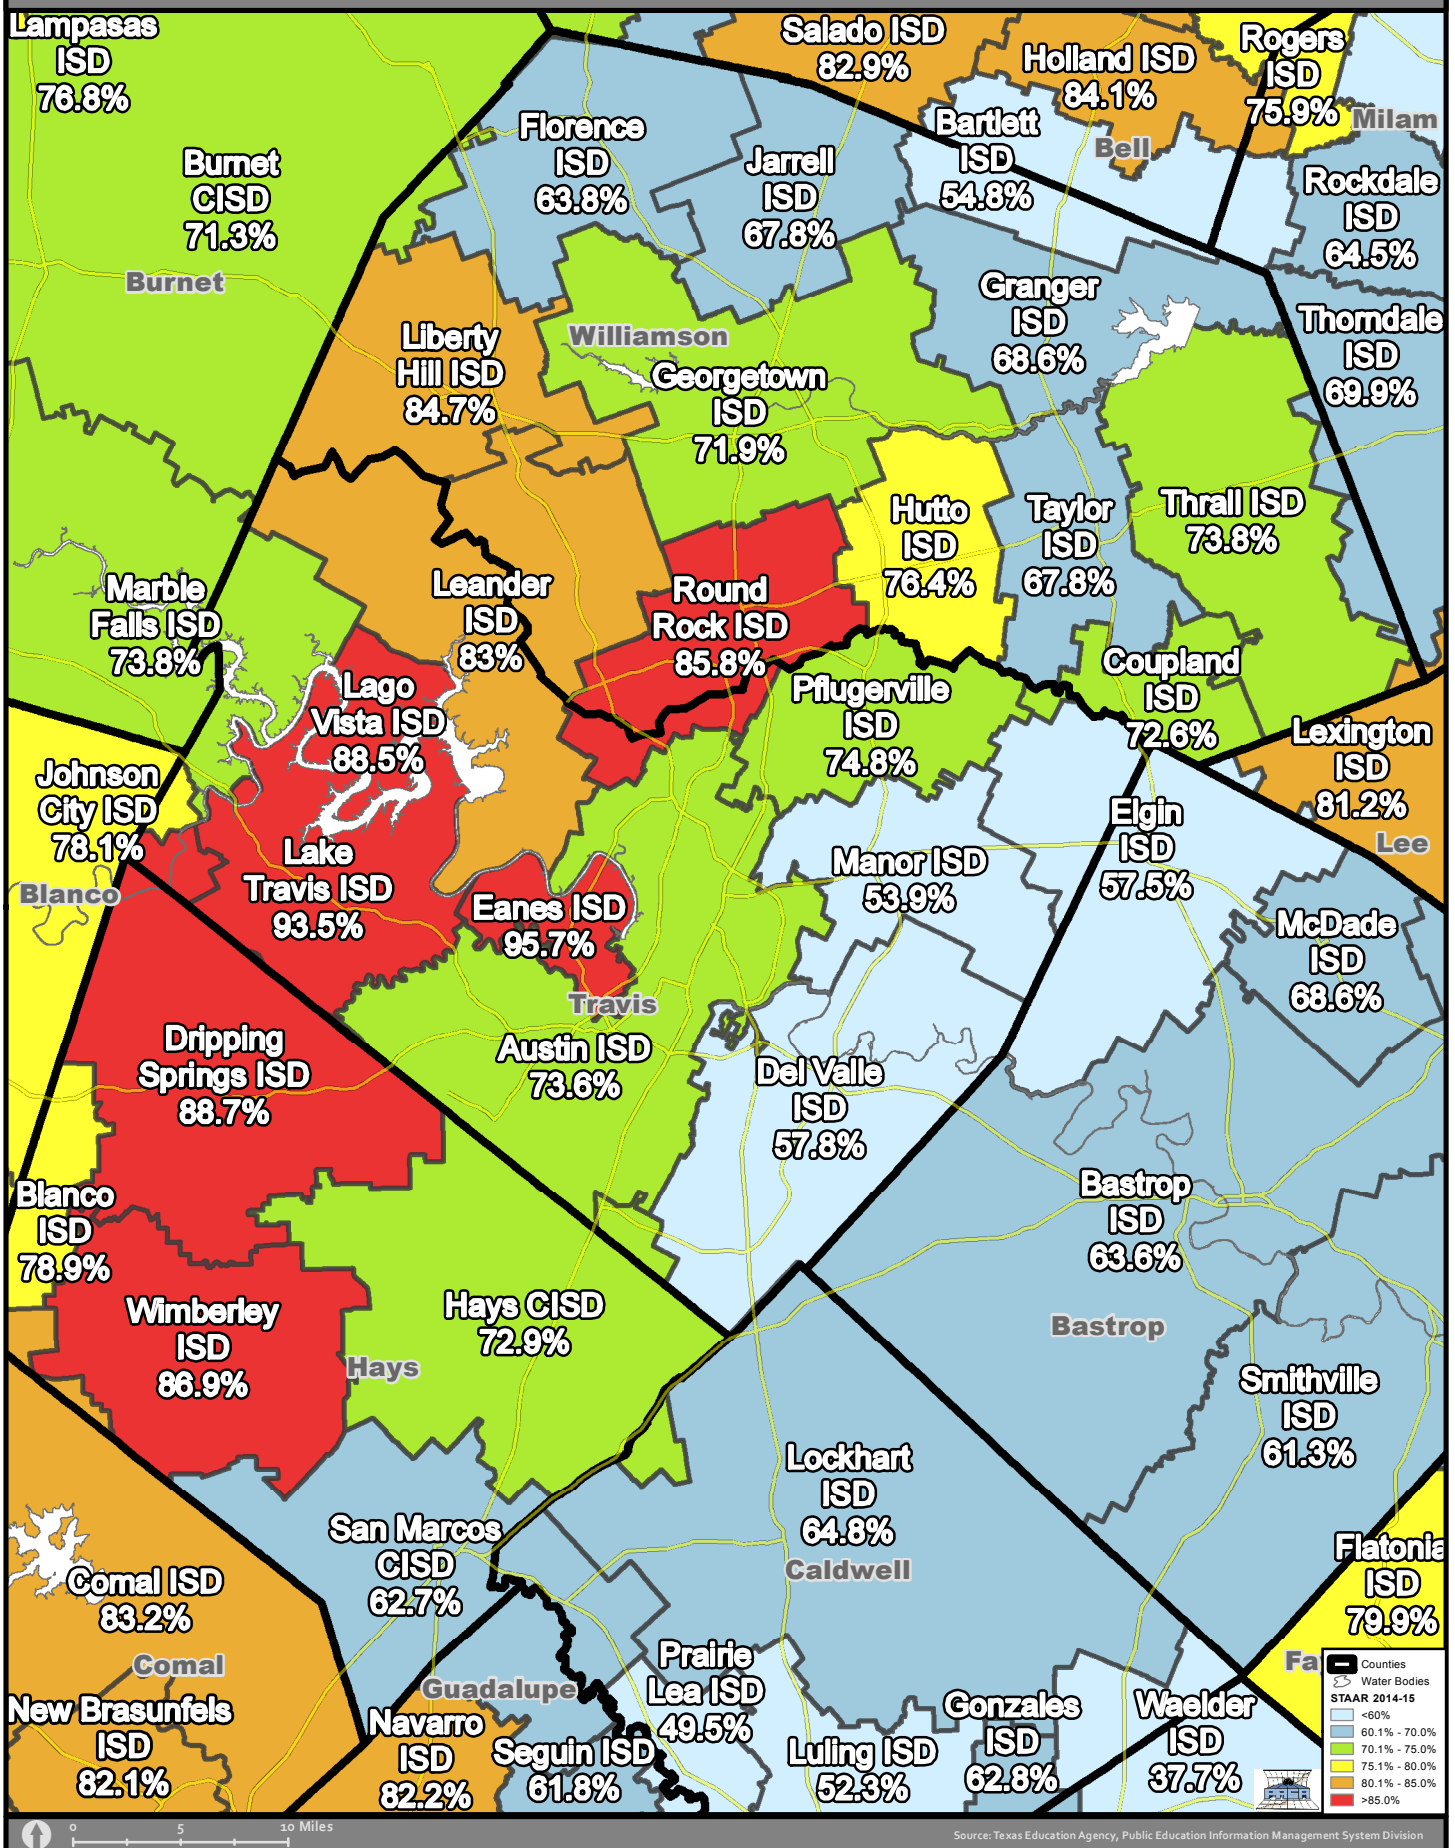 Lampasas
ISD
76.8%
Salado ISD
82.9%
Holland ISD
84.1%
Rogers
ISD
75.9%
Milam
Bell
Burnet
CISD
71.3%
Burnet
Florence
ISD
63.8%
Jarrell
ISD
67.8%
Bartlett
ISD
54.8%
Rockdale
ISD
64.5%
Liberty
Hill ISD
84.7%
Williamson
Georgetown
ISD
71.9%
Granger
ISD
68.6%
Thorndale
ISD
69.9%
Hutto
ISD
76.4%
Taylor
ISD
67.8%
Thrall ISD
73.8%
Marble
Falls ISD
73.8%
Leander
ISD
83%
Round
Rock ISD
85.8%
Lago
Vista ISD
88.5%
Pflugerville
ISD
74.8%
Coupland
ISD
72.6%
Lexington
ISD
81.2%
Lee
Johnson
City ISD
78.1%
Blanco
Lake
Travis ISD
93.5%
Eanes ISD
95.7%
Manor ISD
53.9%
Elgin
ISD
57.5%
McDade
ISD
68.6%
Travis
Dripping
Springs ISD
88.7%
Austin ISD
73.6%
Del Valle
ISD
57.8%
Blanco
ISD
78.9%
Bastrop
ISD
63.6%
Bastrop
Wimberley
ISD
86.9%
Hays CISD
72.9%
Hays
Smithville
ISD
61.3%
Lockhart
ISD
64.8%
Caldwell
San Marcos
CISD
62.7%
Comal ISD
83.2%
Comal
Flatonia
ISD
79.9%
Fay
New Brasunfels
ISD
82.1%
Guadalupe
Navarro
ISD
82.2%
Seguin ISD
61.8%
Prairie
Lea ISD
49.5%
Luling ISD
52.3%
Gonzales
ISD
62.8%
Waelder
ISD
37.7%
Counties
Water Bodies
STAAR 2014-15
<60%
60.1% - 70.0%
70.1% - 75.0%
75.1% - 80.0%
80.1% - 85.0%
>85.0%
0 5 10 Miles
Source: Texas Education Agency, Public Education Information Management System Division